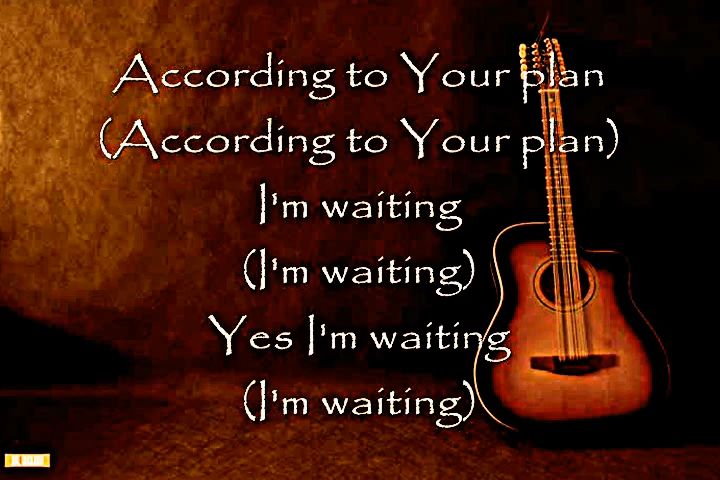 According to Your plan
(According to Your plan)
I'm waiting
(I'm waiting)
Yes I'm waiting
(I'm waiting)